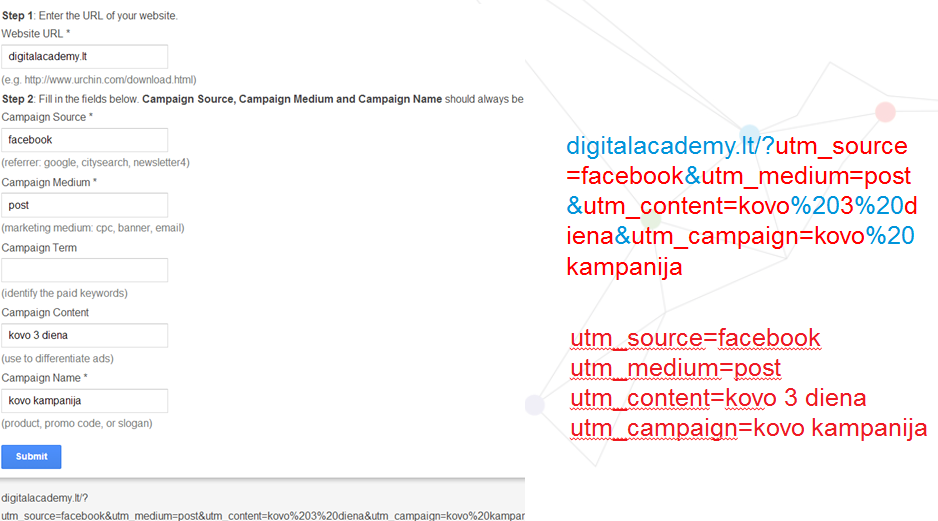 Step 1: Enter the URL of your website.
Website URL *
digitalacademy.lt
(e.g. http://www.urchin.com/download.html)
Step 2: Fill in the fields below. Campaign Source, Campaign Medium and Campaign Name should always be
Campaign Source *
facebook
(referrer: google, citysearch, newsletter4)
Campaign Medium *
post
(marketing medium: cpc, banner, email)
Campaign Term
(identify the paid keywords)
Campaign Content
kovo 3 diena
(use to differentiate ads)
Campaign Name *
kovo kampanija
(product, promo code, or slogan)
Submit
digitalacademy.lt/?
utm_source=facebook&utm_medium=post&utm_content=kovo%203%20diena&utm_campaign=kovo%20kampan
digitalacademy.lt/?utm_source
=facebook&utm_medium=post
&utm_content=kovo%203%20d
iena&utm_campaign=kovo%20
kampanija
utm_source=facebook
utm_medium=post
utm_content=kovo 3 diena
utm_campaign=kovo kampanija